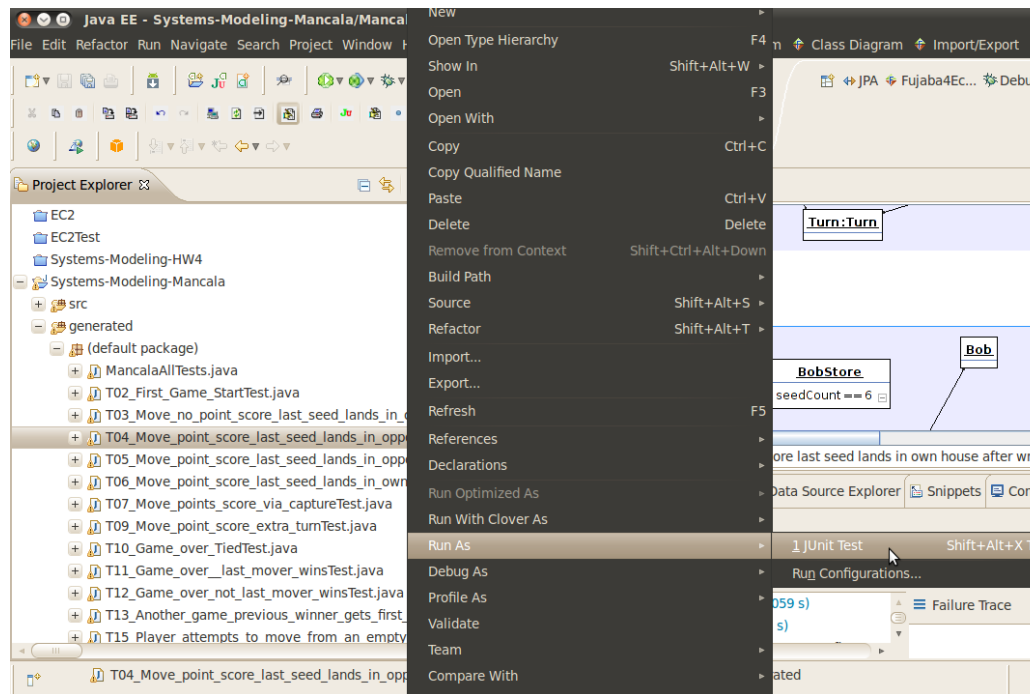 Java EE - Systems-Modeling-Mancala/Mancal
File Edit Refactor Run Navigate Search Project Window H
m Class Diagram Import/Export
JPA Fujaba4Ec... Debu
Project Explorer
EC2
EC2Test
Systems-Modeling-HW4
Systems-Modeling-Mancala
src
generated
(default package)
MancalaAllTests.java
T02_First_Game_StartTest.java
T03_Move_no_point_score_last_seed_lands_in_o
T04_Move_point_score_last_seed_lands_in_oppo
T05_Move_point_score_last_seed_lands_in_oppo
T06_Move_point_score_last_seed_lands_in_own
T07_Move_points_score_via_captureTest.java
T09_Move_point_score_extra_turnTest.java
T10_Game_over_TiedTest.java
T11_Game_over__last_mover_winsTest.java
T12_Game_over_not_last_mover_winsTest.java
T13_Another_game_previous_winner_gets_first_
T15_Player_attempts_to_move_from_an_empty
T04_Move_point_score_last_seed_lands_in_opp
New
Open Type Hierarchy F4
Show In Shift+Alt+W
Open F3
Open With
Copy Ctrl+C
Copy Qualified Name
Paste Ctrl+V
Delete Delete
Remove from Context Shift+Ctrl+Alt+Down
Build Path
Source Shift+Alt+S
Refactor Shift+Alt+T
Import...
Export...
Refresh F5
References
Declarations
Run Optimized As
Run With Clover As
Run As
Debug As
Profile As
Validate
Team
Compare With
Turn:Turn
Bob
BobStore
seedCount == 6
ore last seed lands in own house after wr
Data Source Explorer Snippets Con
1 JUnit Test Shift+Alt+X T
Run Configurations...
059 s) Failure Trace
s)
ated